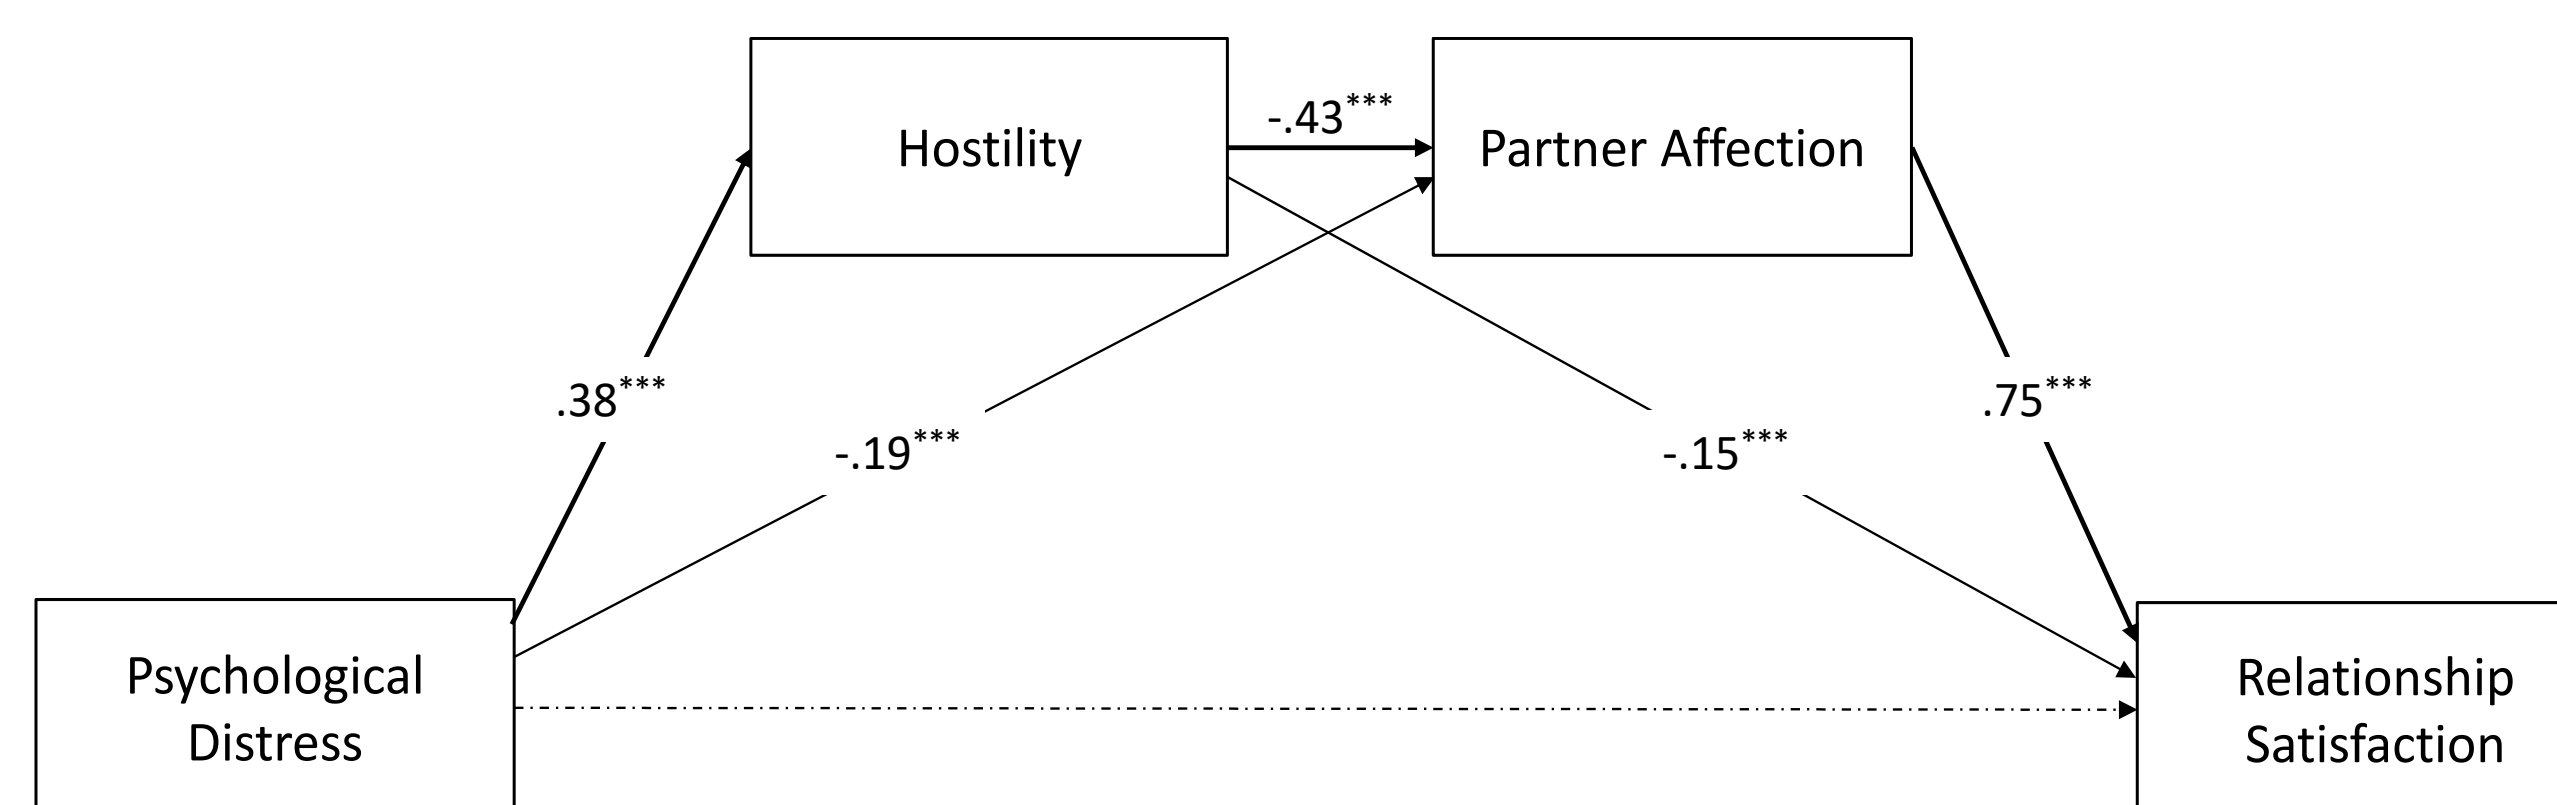 -.43***
Hostility
Partner Affection
.38***
.75***
-.19***
-.15***
Psychological
Distress
Relationship
Satisfaction